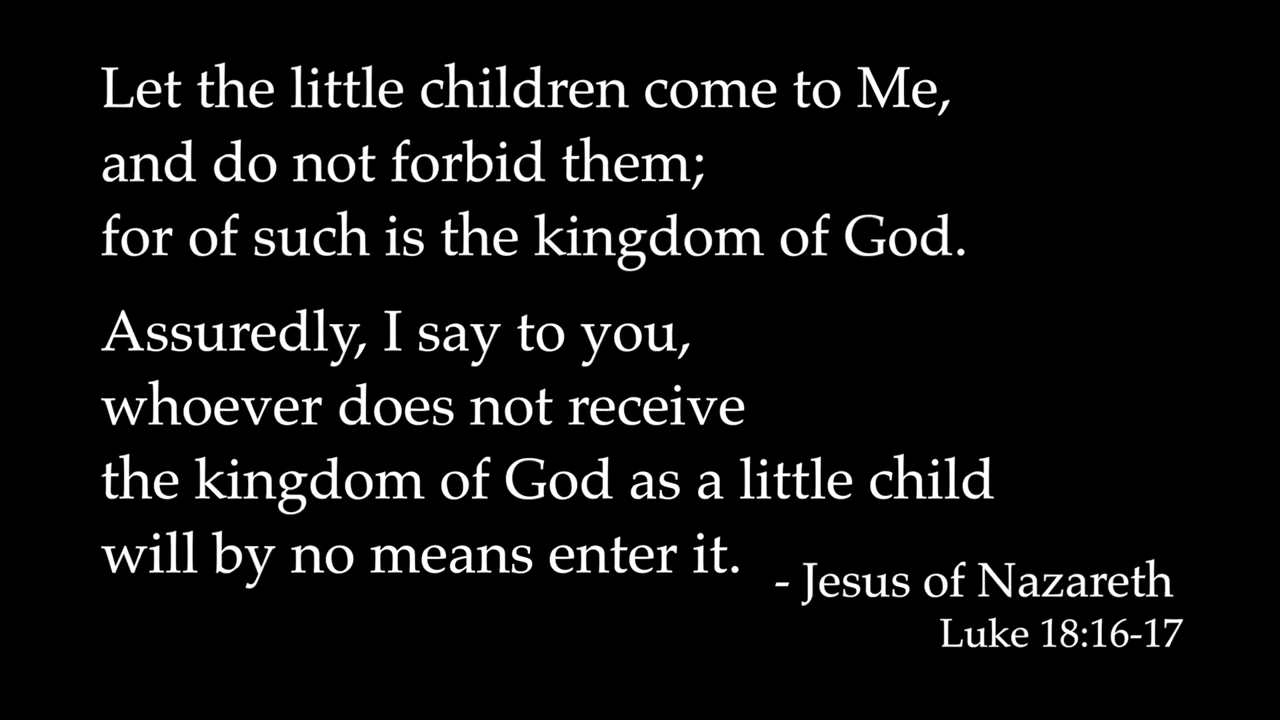 Let the little children come to Me,
and do not forbid them;
for of such is the kingdom of God.
Assuredly, I say to you,
whoever does not receive
the kingdom of God as a little child
will by no means enter it.
- Jesus of Nazareth
Luke 18:16-17